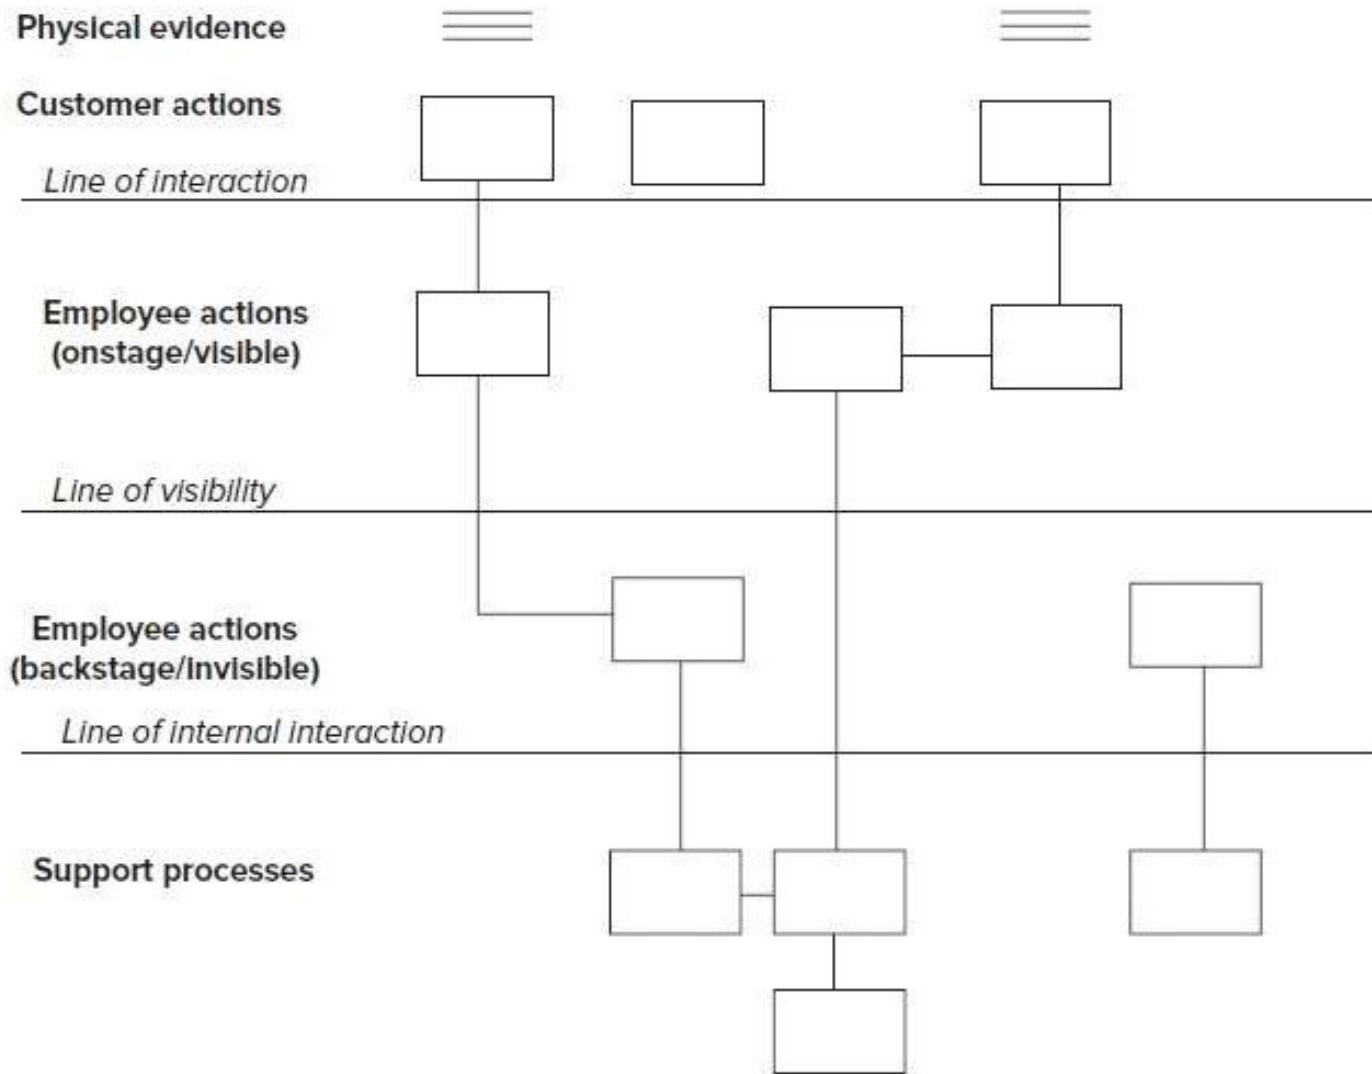 Physical evidence
Customer actions
Line of interaction
Employee actions
(onstage/visible)
Line of visibility
Employee actions
(backstage/invisible)
Line of internal interaction
Support processes